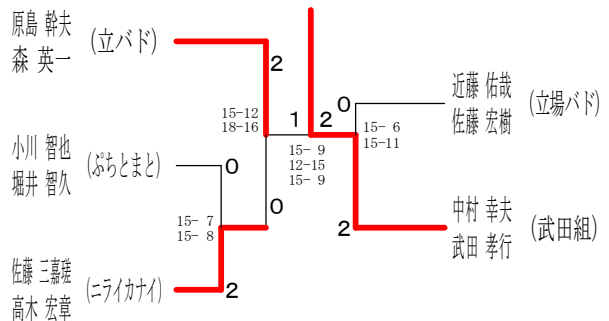 原島 幹夫
森 英一
(立バド)
2
15-12
18-16
小川 智也
堀井 智久
(ぷちとまと)
0
0
15- 7
15- 8
佐藤 三嘉瑳
高木 宏章
(ニライカナイ)
2
1
2
15- 9
12-15
15- 9
0
15- 6
15-11
近藤 佑哉
佐藤 宏樹
(立場バド)
2
中村 幸夫
武田 孝行
(武田組)